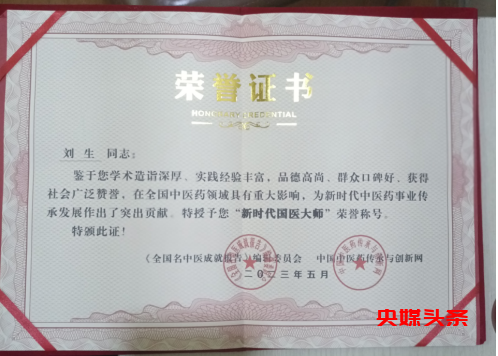 荣誉证书
HONORARY CREDENTIAL
刘生 同志：
鉴于您学术造诣深厚、实践经验丰富，品德高尚、群众口碑好、获得
社会广泛赞誉，在全国中医药领域具有重大影响，为新时代中医药事业传
承发展作出了突出贡献。特授予您“新时代国医大师”荣誉称号。
特颁此证！
《全国名中医成就报告》编辑委员会 中国中医药传承与创新网
二〇二三年五月
央媒头条